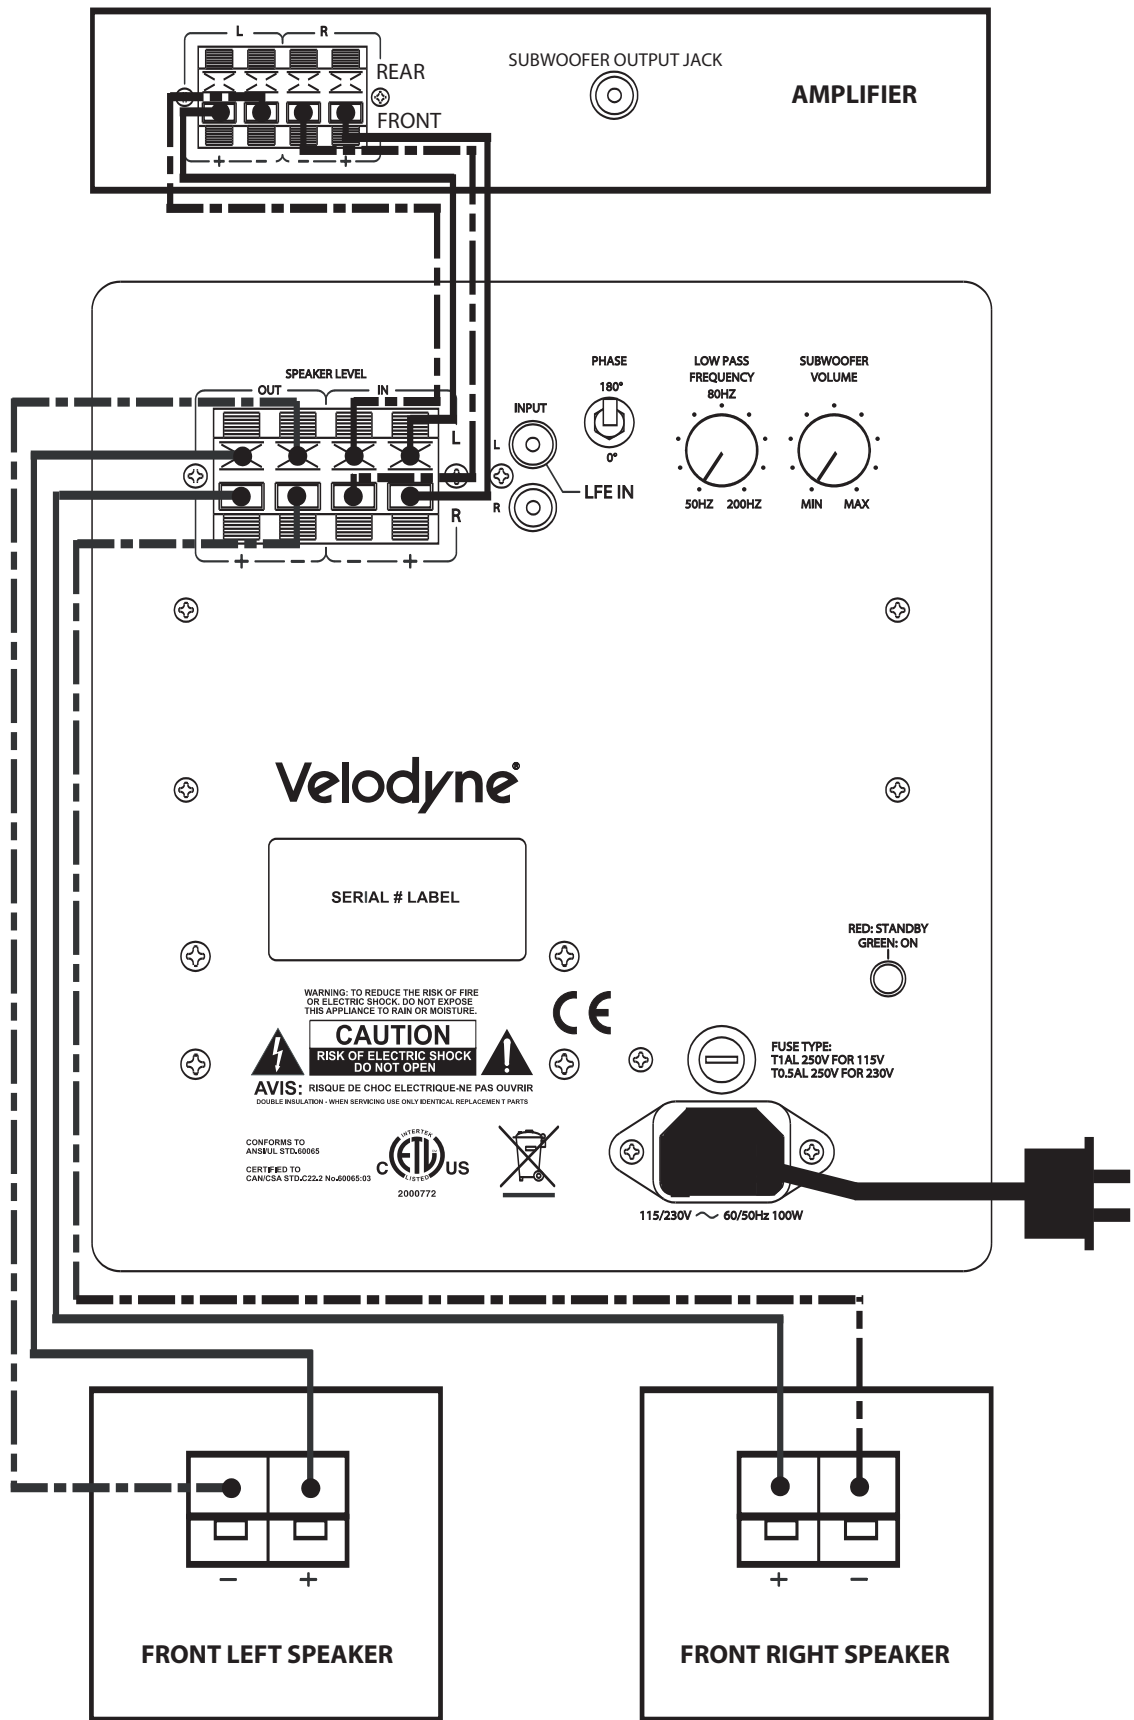 L R
REAR
FRONT
+ - - +
SUBWOOFER OUTPUT JACK
AMPLIFIER
SPEAKER LEVEL
OUT IN
L
R
+ - - +
INPUT
L
R
LFE IN
PHASE
180°
0°
LOW PASS
FREQUENCY
80HZ
50HZ 200HZ
SUBWOOFER
VOLUME
MIN MAX
Velodyne®
SERIAL # LABEL
RED: STANDBY
GREEN: ON
WARNING: TO REDUCE THE RISK OF FIRE
OR ELECTRIC SHOCK. DO NOT EXPOSE
THIS APPLIANCE TO RAIN OR MOISTURE.
CAUTION
RISK OF ELECTRIC SHOCK
DO NOT OPEN
AVIS: RISQUE DE CHOC ELECTRIQUE-NE PAS OUVRIR
DOUBLE INSULATION - WHEN SERVICING USE ONLY IDENTICAL REPLACEMENT PARTS
CE
FUSE TYPE:
T1AL 250V FOR 115V
T0.5AL 250V FOR 230V
CONFORMS TO
ANSI/UL STD.60065
CERTIFIED TO
CAN/CSA STD.C22.2 No.60065:03
INTERTEK
C ETL US
LISTED
2000772
115/230V ~ 60/50Hz 100W
- +
FRONT LEFT SPEAKER
+ -
FRONT RIGHT SPEAKER